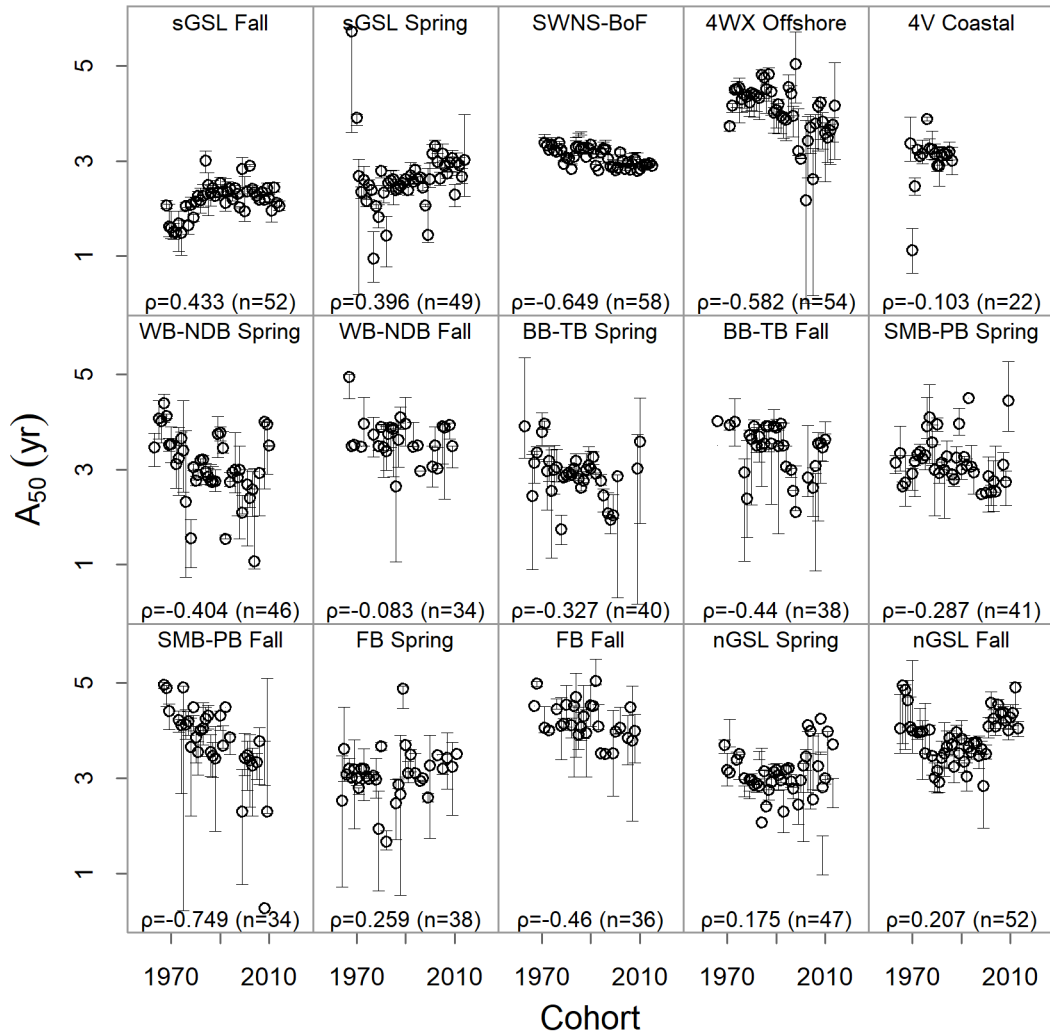 sGSL Fall sGSL Spring SWNS-BoF 4WX Offshore 4V Coastal
5
3
1
ρ=0.433 (n=52) ρ=0.396 (n=49) ρ=-0.649 (n=58) ρ=-0.582 (n=54) ρ=-0.103 (n=22)
WB-NDB Spring WB-NDB Fall BB-TB Spring BB-TB Fall SMB-PB Spring
5
3
1
A50 (yr)
ρ=-0.404 (n=46) ρ=-0.083 (n=34) ρ=-0.327 (n=40) ρ=-0.44 (n=38) ρ=-0.287 (n=41)
SMB-PB Fall FB Spring FB Fall nGSL Spring nGSL Fall
5
3
1
ρ=-0.749 (n=34) ρ=0.259 (n=38) ρ=-0.46 (n=36) ρ=0.175 (n=47) ρ=0.207 (n=52)
1970 2010 1970 2010 1970 2010 1970 2010 1970 2010
Cohort